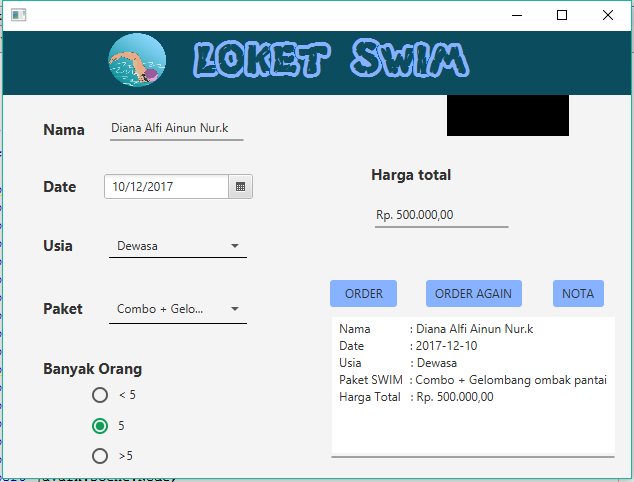 LOKET SWIM
Nama
Diana Alfi Ainun Nur.k
Date
10/12/2017
Harga total
Rp. 500.000,00
Usia
Dewasa
Paket
Combo + Gelo...
Banyak Orang
< 5
5
>5
ORDER
ORDER AGAIN
NOTA
Nama : Diana Alfi Ainun Nur.k
Date : 2017-12-10
Usia : Dewasa
Paket SWIM : Combo + Gelombang ombak pantai
Harga Total : Rp. 500.000,00